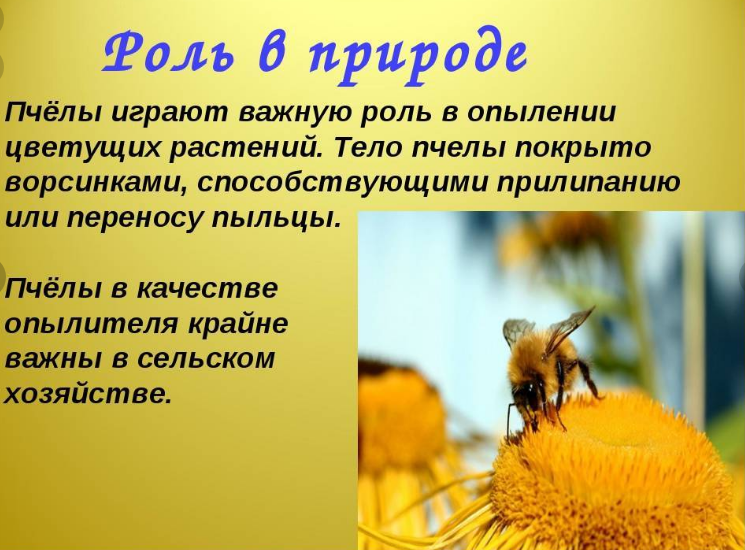 Роль в природе
Пчёлы играют важную роль в опылении
цветущих растений. Тело пчелы покрыто
ворсинками, способствующими прилипанию
или переносу пыльцы.
Пчёлы в качестве
опылителя крайне
важны в сельском
хозяйстве.